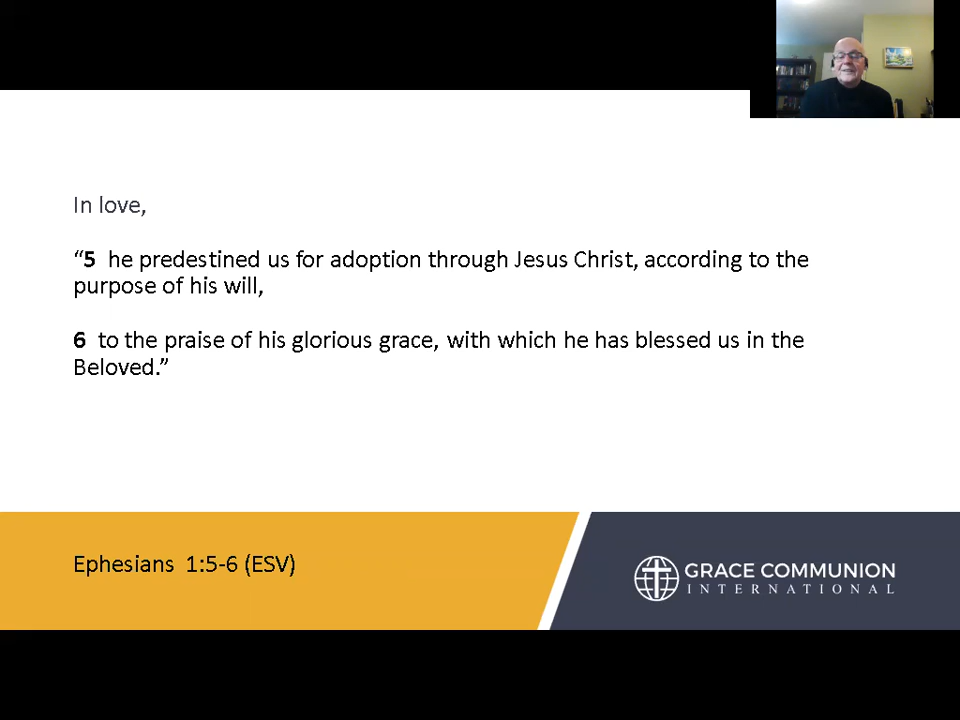 In love,
“5  he predestined us for adoption through Jesus Christ, according to the
purpose of his will,
6  to the praise of his glorious grace, with which he has blessed us in the
Beloved.”
Ephesians  1:5-6 (ESV)
GRACE COMMUNION
INTERNATIONAL